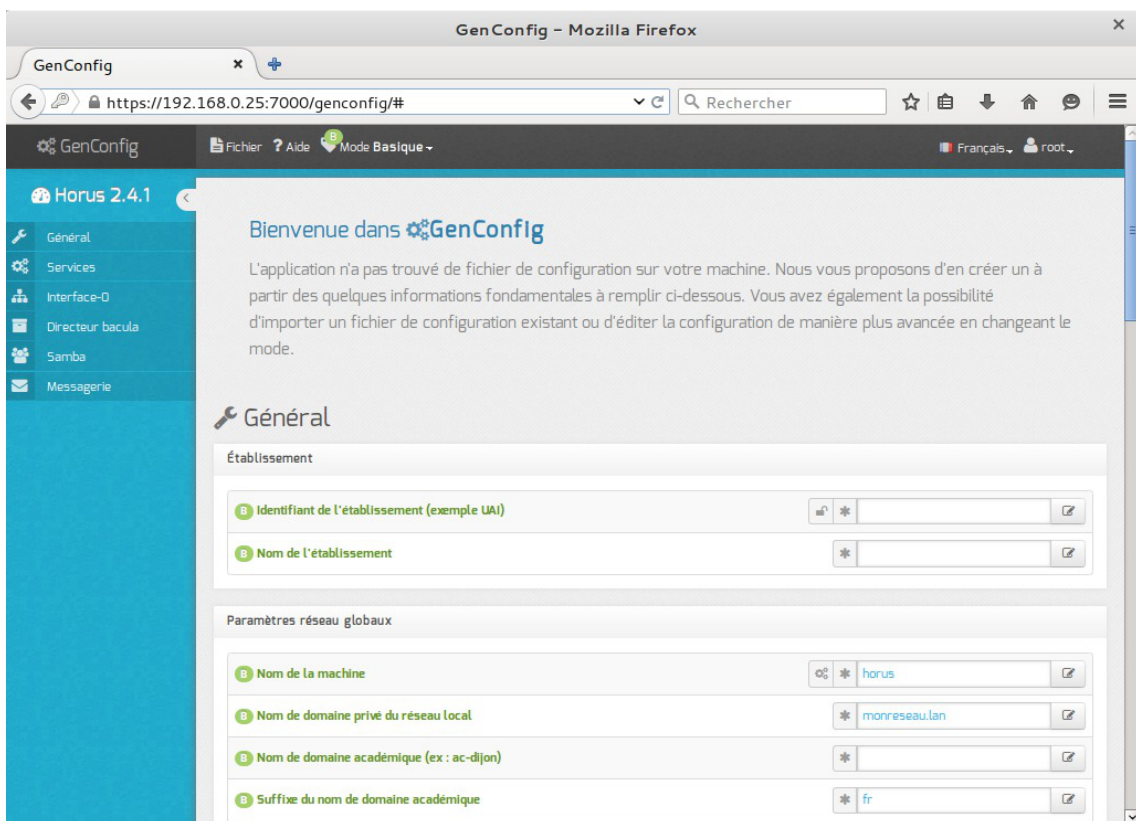 GenConfig - Mozilla Firefox
GenConfig
https://192.168.0.25:7000/genconfig/#
Rechercher
GenConfig
Fichier ? Aide B Mode Basique
Français
root
Horus 2.4.1
Général
Services
Interface-0
Directeur bacula
Samba
Messagerie
Bienvenue dans GenConfig
L'application n'a pas trouvé de fichier de configuration sur votre machine. Nous vous proposons d'en créer un à
partir des quelques informations fondamentales à remplir ci-dessous. Vous avez également la possibilité
d'importer un fichier de configuration existant ou d'éditer la configuration de manière plus avancée en changeant le
mode.
Général
Établissement
B Identifiant de l'établissement (exemple UAI)
B Nom de l'établissement
Paramètres réseau globaux
B Nom de la machine
horus
B Nom de domaine privé du réseau local
monreseau.lan
B Nom de domaine académique (ex : ac-dijon)
B Suffixe du nom de domaine académique
fr